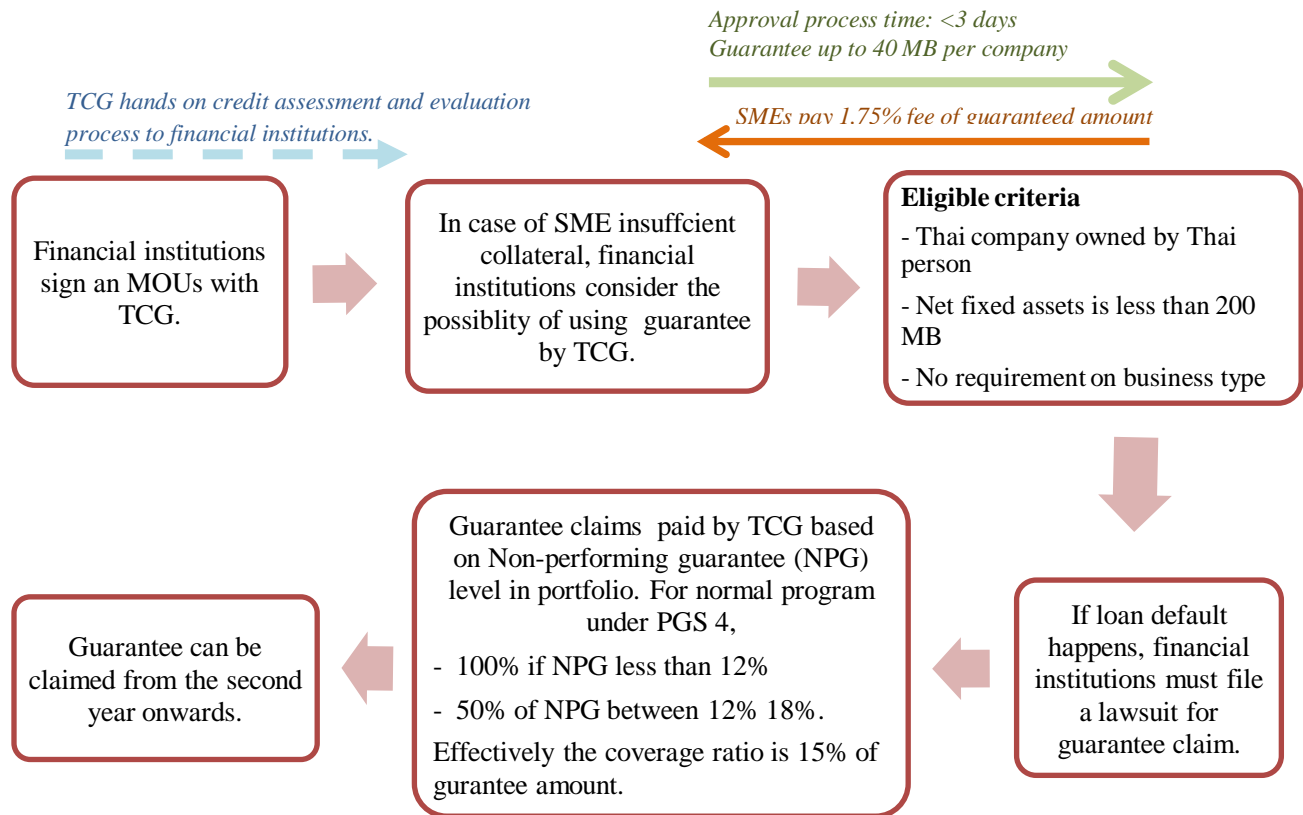 Approval process time: <3 days
Guarantee up to 40 MB per company
TCG hands on credit assessment and evaluation
process to financial institutions.
SMEs pay 1.75% fee of guaranteed amount
Financial institutions
sign an MOUs with
TCG.
In case of SME insuffcient
collateral, financial
institutions consider the
possiblity of using guarantee
by TCG.
Eligible criteria
- Thai company owned by Thai
person
- Net fixed assets is less than 200
MB
- No requirement on business type
If loan default
happens, financial
institutions must file
a lawsuit for
guarantee claim.
Guarantee claims paid by TCG based
on Non-performing guarantee (NPG)
level in portfolio. For normal program
under PGS 4,
- 100% if NPG less than 12%
- 50% of NPG between 12% 18%.
Effectively the coverage ratio is 15% of
gurantee amount.
Guarantee can be
claimed from the second
year onwards.